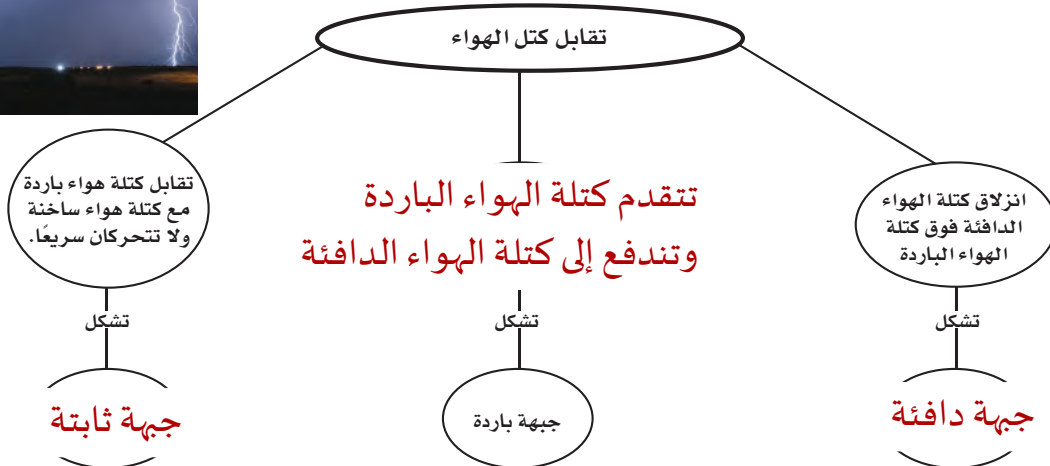 تقابل كتل الهواء
انزلاق كتلة الهواء
الدافئة فوق كتلة
الهواء الباردة
تشكل
جبهة دافئة
تتقدم كتلة الهواء الباردة
وتندفع إلى كتلة الهواء الدافئة
تشكل
جبهة باردة
تقابل كتلة هواء باردة
مع كتلة هواء ساخنة
ولا تتحركان سريعًا.
تشكل
جبهة ثابتة